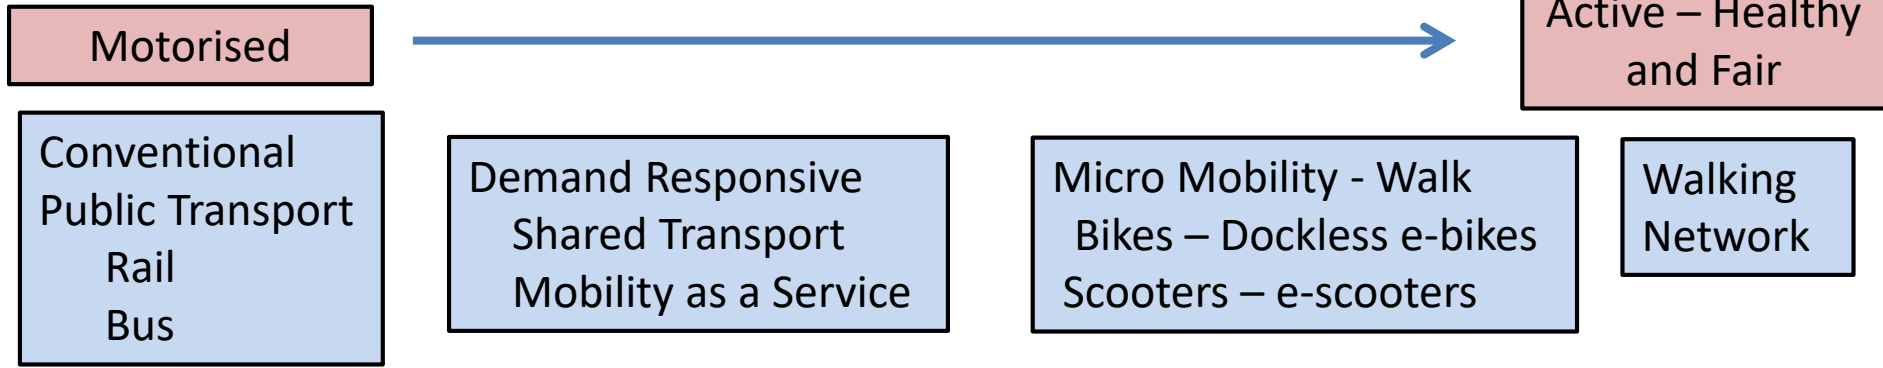 Motorised
Active – Healthy
and Fair
Conventional
Public Transport
Rail
Bus
Demand Responsive
Shared Transport
Mobility as a Service
Micro Mobility - Walk
Bikes – Dockless e-bikes
Scooters – e-scooters
Walking
Network